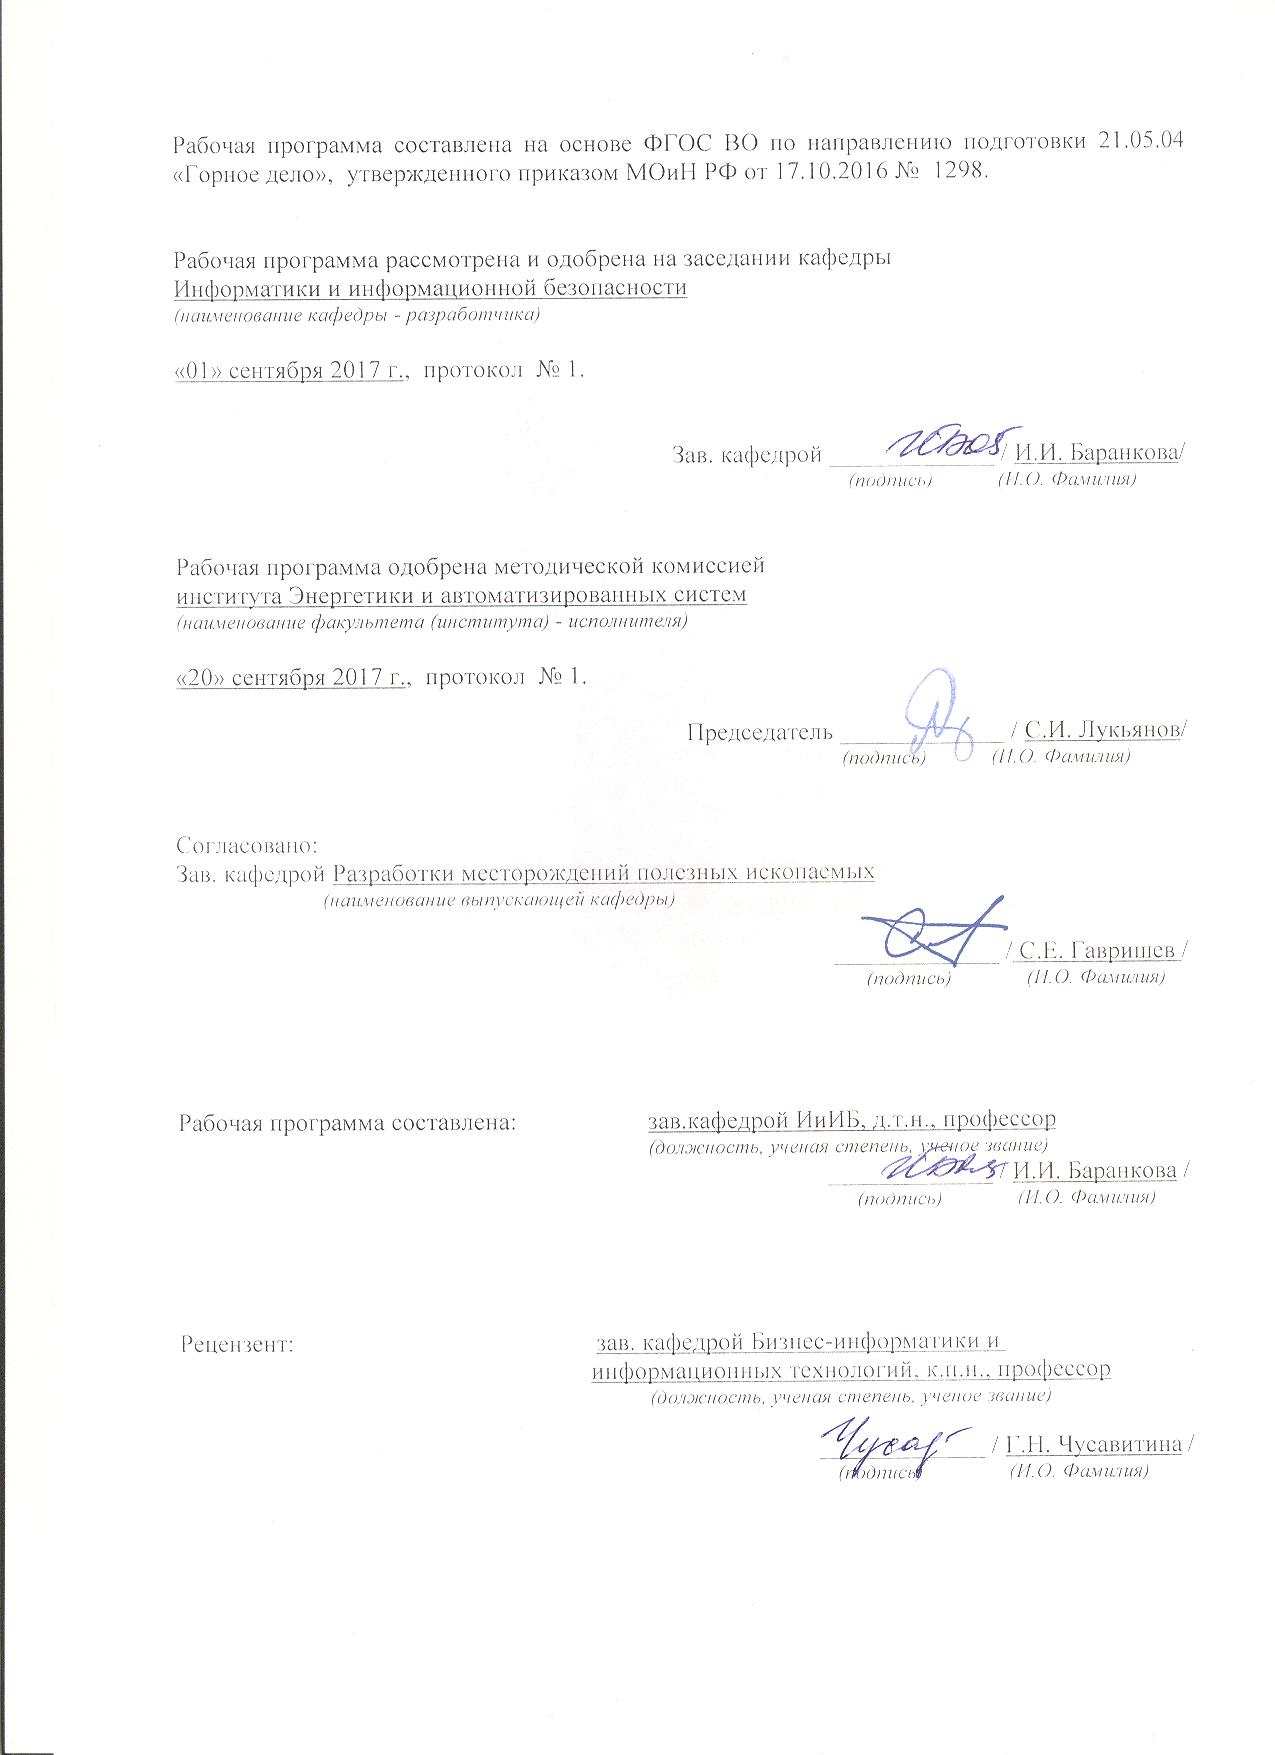 Рабочая программа составлена на основе ФГОС ВО по направлению подготовки 21.05.04
«Горное дело», утвержденного приказом МОиН РФ от 17.10.2016 № 1298.
Рабочая программа рассмотрена и одобрена на заседании кафедры
Информатики и информационной безопасности
(наименование кафедры - разработчика)
«01» сентября 2017 г., протокол № 1.
Зав. кафедрой _____________ / И.И. Баранкова/
(подпись) (И.О. Фамилия)
Рабочая программа одобрена методической комиссией
института Энергетики и автоматизированных систем
(наименование факультета (института) - исполнителя)
«20» сентября 2017 г., протокол № 1.
Председатель _____________ / С.И. Лукьянов/
(подпись) (И.О. Фамилия)
Согласовано:
Зав. кафедрой Разработки месторождений полезных ископаемых
(наименование выпускающей кафедры)
_____________ / С.Е. Гавришев /
(подпись) (И.О. Фамилия)
Рабочая программа составлена: зав.кафедрой ИиИБ, д.т.н., профессор
(должность, ученая степень, ученое звание)
_____________ / И.И. Баранкова /
(подпись) (И.О. Фамилия)
Рецензент: зав. кафедрой Бизнес-информатики и
информационных технологий, к.п.н., профессор
(должность, ученая степень, ученое звание)
_____________ / Г.Н. Чусавитина /
(подпись) (И.О. Фамилия)